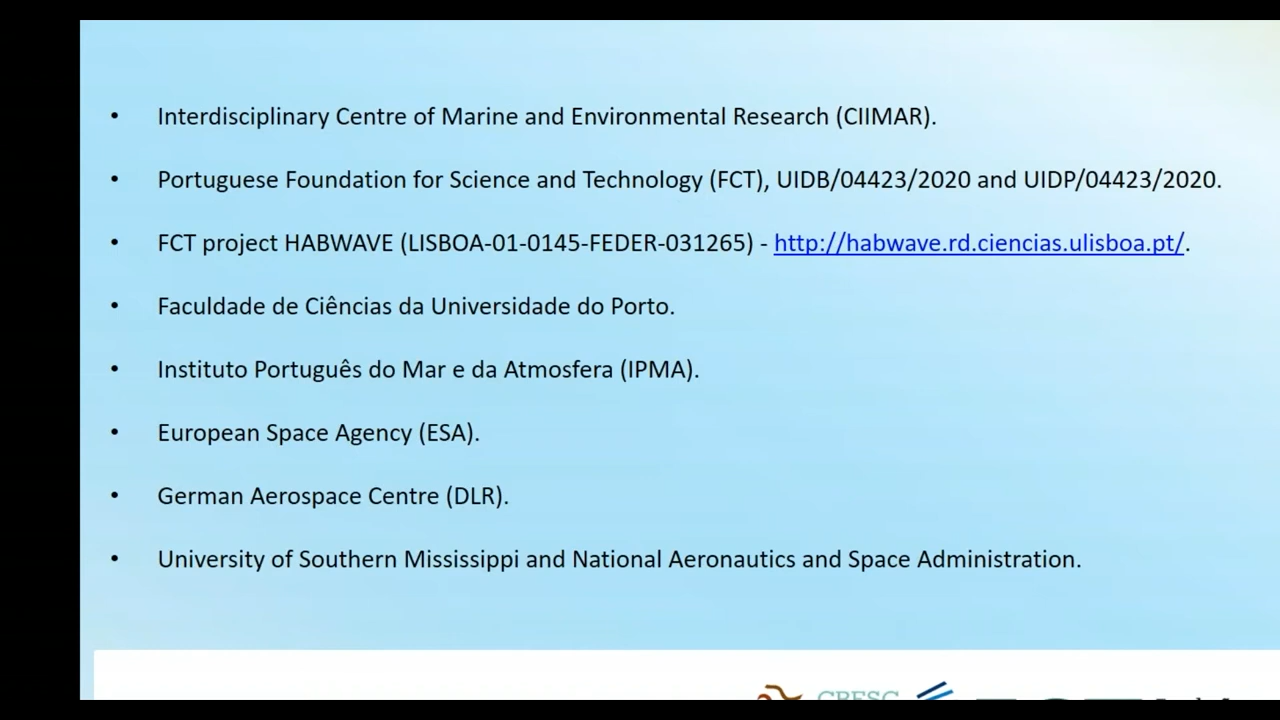 • Interdisciplinary Centre of Marine and Environmental Research (CIIMAR).
• Portuguese Foundation for Science and Technology (FCT), UIDB/04423/2020 and UIDP/04423/2020.
• FCT project HABWAVE (LISBOA-01-0145-FEDER-031265) - http://habwave.rd.ciencias.ulisboa.pt/.
• Faculdade de Ciências da Universidade do Porto.
• Instituto Português do Mar e da Atmosfera (IPMA).
• European Space Agency (ESA).
• German Aerospace Centre (DLR).
• University of Southern Mississippi and National Aeronautics and Space Administration.